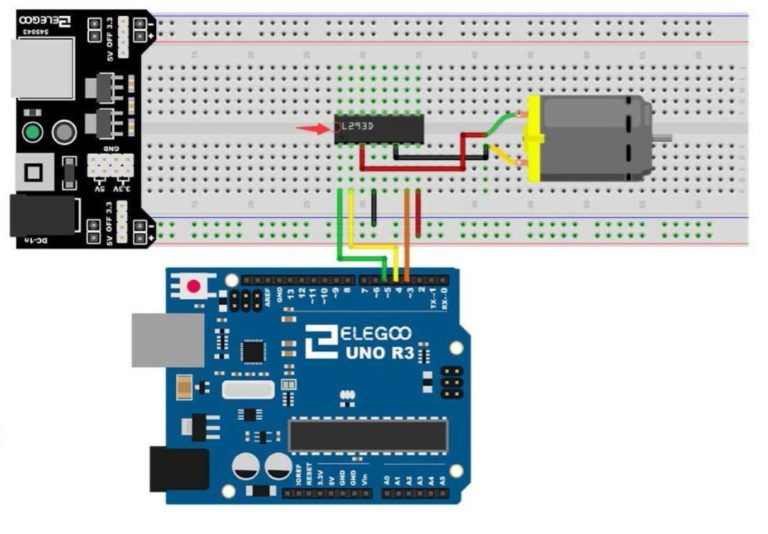 ELEGOO
545043
5V OFF 3.3
GND
5V
3.3V
5V OFF 3.3
DC-In
L293D
AREF
GND
13
12
~11
~10
~9
8
7
~6
~5
4
~3
2
TX→1
RX←0
ELEGOO
UNO R3
IOREF
RESET
3.3V
5V
GND
GND
Vin
A0
A1
A2
A3
A4
A5